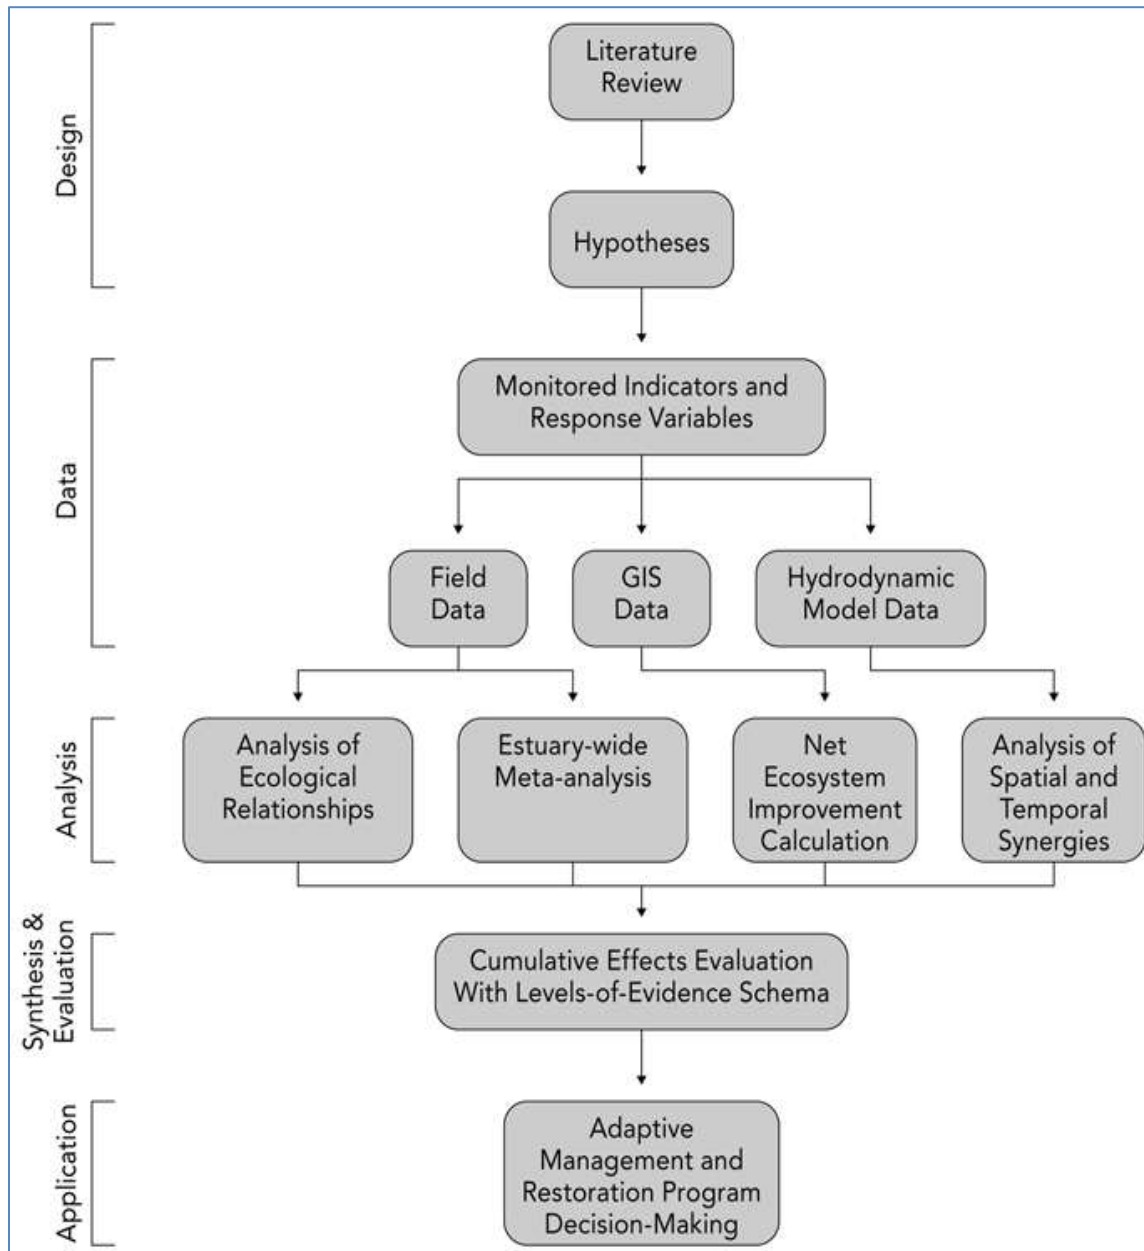 Design
Literature
Review
Hypotheses
Data
Monitored Indicators and
Response Variables
Field
Data
GIS
Data
Hydrodynamic
Model Data
Analysis
Analysis of
Ecological
Relationships
Estuary-wide
Meta-analysis
Net
Ecosystem
Improvement
Calculation
Analysis of
Spatial and
Temporal
Synergies
Synthesis &
Evaluation
Cumulative Effects Evaluation
With Levels-of-Evidence Schema
Application
Adaptive
Management and
Restoration Program
Decision-Making